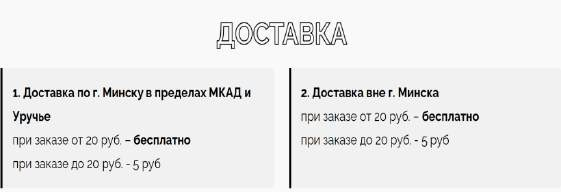 ДОСТАВКА
1. Доставка по г. Минску в пределах МКАД и
Уручье
при заказе от 20 руб. – бесплатно
при заказе до 20 руб. - 5 руб
2. Доставка вне г. Минска
при заказе от 20 руб. – бесплатно
при заказе до 20 руб. - 5 руб